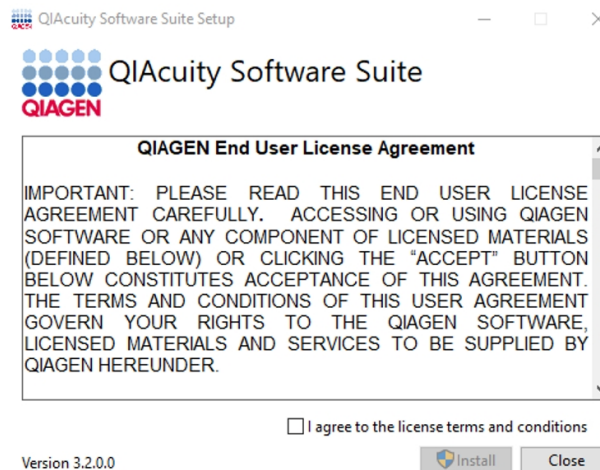 QIAcuity Software Suite Setup
QIAcuity Software Suite
QIAGEN
QIAGEN End User License Agreement
IMPORTANT: PLEASE READ THIS END USER LICENSE
AGREEMENT CAREFULLY. ACCESSING OR USING QIAGEN
SOFTWARE OR ANY COMPONENT OF LICENSED MATERIALS
(DEFINED BELOW) OR CLICKING THE “ACCEPT” BUTTON
BELOW CONSTITUTES ACCEPTANCE OF THIS AGREEMENT.
THE TERMS AND CONDITIONS OF THIS USER AGREEMENT
GOVERN YOUR RIGHTS TO THE QIAGEN SOFTWARE,
LICENSED MATERIALS AND SERVICES TO BE SUPPLIED BY
QIAGEN HEREUNDER.
I agree to the license terms and conditions
Version 3.2.0.0
Install
Close